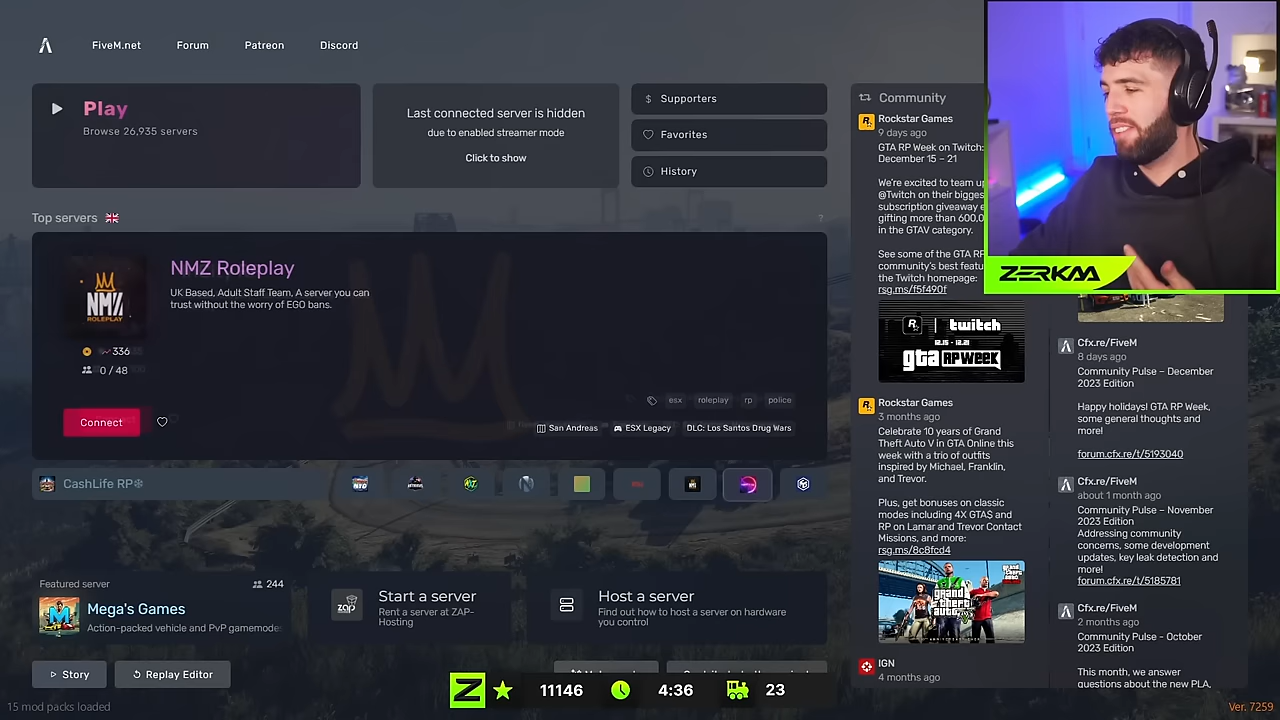 FiveM.net
Forum
Patreon
Discord
Play
Browse 26,935 servers
Last connected server is hidden
due to enabled streamer mode
Click to show
$ Supporters
Favorites
History
Top servers
?
NMZ
ROLEPLAY
NMZ Roleplay
UK Based, Adult Staff Team, A server you can
trust without the worry of EGO bans.
336
0 / 48
Connect
esx
roleplay
rp
police
San Andreas
ESX Legacy
DLC: Los Santos Drug Wars
CashLife RP❄
Featured server
244
Mega's Games
Action-packed vehicle and PvP gamemode
zap
Start a server
Rent a server at ZAP-
Hosting
Host a server
Find out how to host a server on hardware
you control
Story
Replay Editor
15 mod packs loaded
Z
11146
4:36
23
Community
Rockstar Games
9 days ago
GTA RP Week on Twitch:
December 15 – 21
We're excited to team u
@Twitch on their biggest
subscription giveaway e
gifting more than 600,0
in the GTAV category.
See some of the GTA RP
community's best featu
the Twitch homepage:
rsg.ms/f5f490f
R
twitch
12.15 - 12.21
gta RP WEEK
Rockstar Games
3 months ago
Celebrate 10 years of Grand
Theft Auto V in GTA Online this
week with a trio of outfits
inspired by Michael, Franklin,
and Trevor.
Plus, get bonuses on classic
modes including 4X GTA$ and
RP on Lamar and Trevor Contact
Missions, and more:
rsg.ms/8c8fcd4
grand
theft
auto
IGN
4 months ago
ZERKAA
Cfx.re/FiveM
8 days ago
Community Pulse – December
2023 Edition
Happy holidays! GTA RP Week,
some general thoughts and
more!
forum.cfx.re/t/5193040
Cfx.re/FiveM
about 1 month ago
Community Pulse – November
2023 Edition
Addressing community
concerns, some development
updates, key leak detection and
more!
forum.cfx.re/t/5185781
Cfx.re/FiveM
2 months ago
Community Pulse - October
2023 Edition
This month, we answer
questions about the new PLA,
Ver. 7259